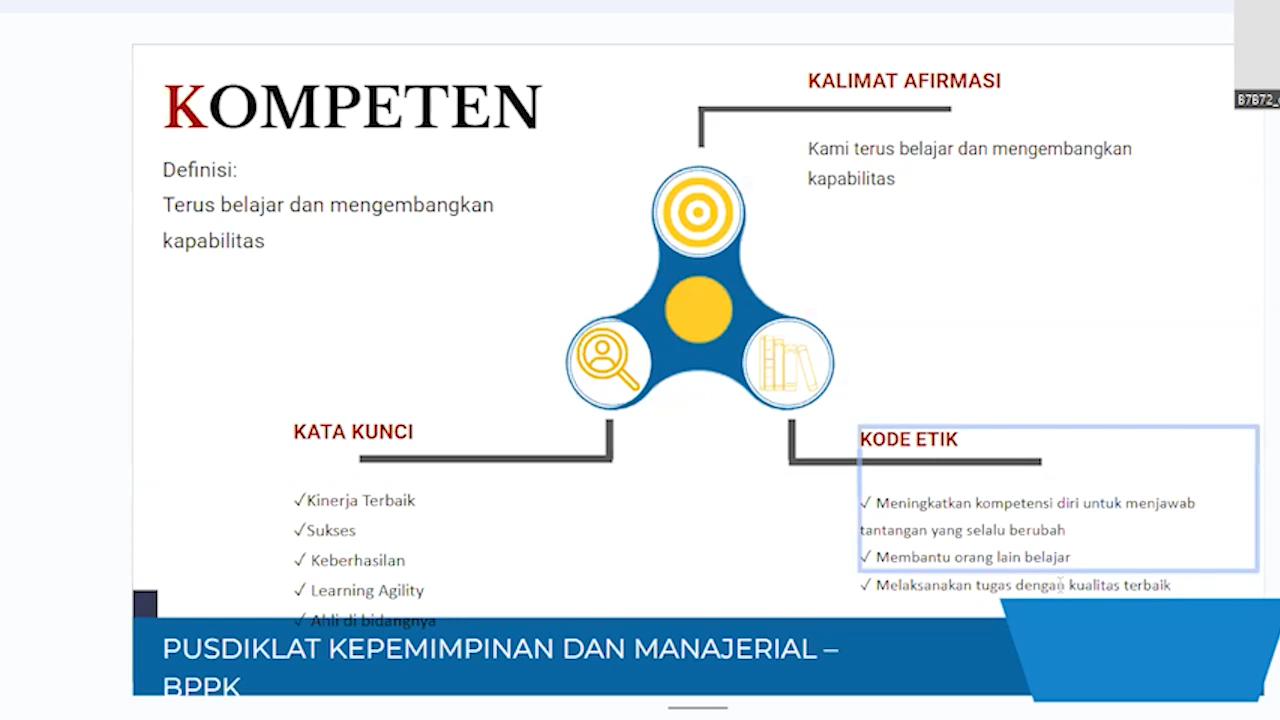 KOMPETEN
Definisi:
Terus belajar dan mengembangkan
kapabilitas
KALIMAT AFIRMASI
Kami terus belajar dan mengembangkan
kapabilitas
KATA KUNCI
✓Kinerja Terbaik
✓Sukses
✓ Keberhasilan
✓ Learning Agility
✓ Ahli di bidangnya
KODE ETIK
✓ Meningkatkan kompetensi diri untuk menjawab
tantangan yang selalu berubah
✓ Membantu orang lain belajar
✓ Melaksanakan tugas dengan kualitas terbaik
PUSDIKLAT KEPEMIMPINAN DAN MANAJERIAL –
BPPK